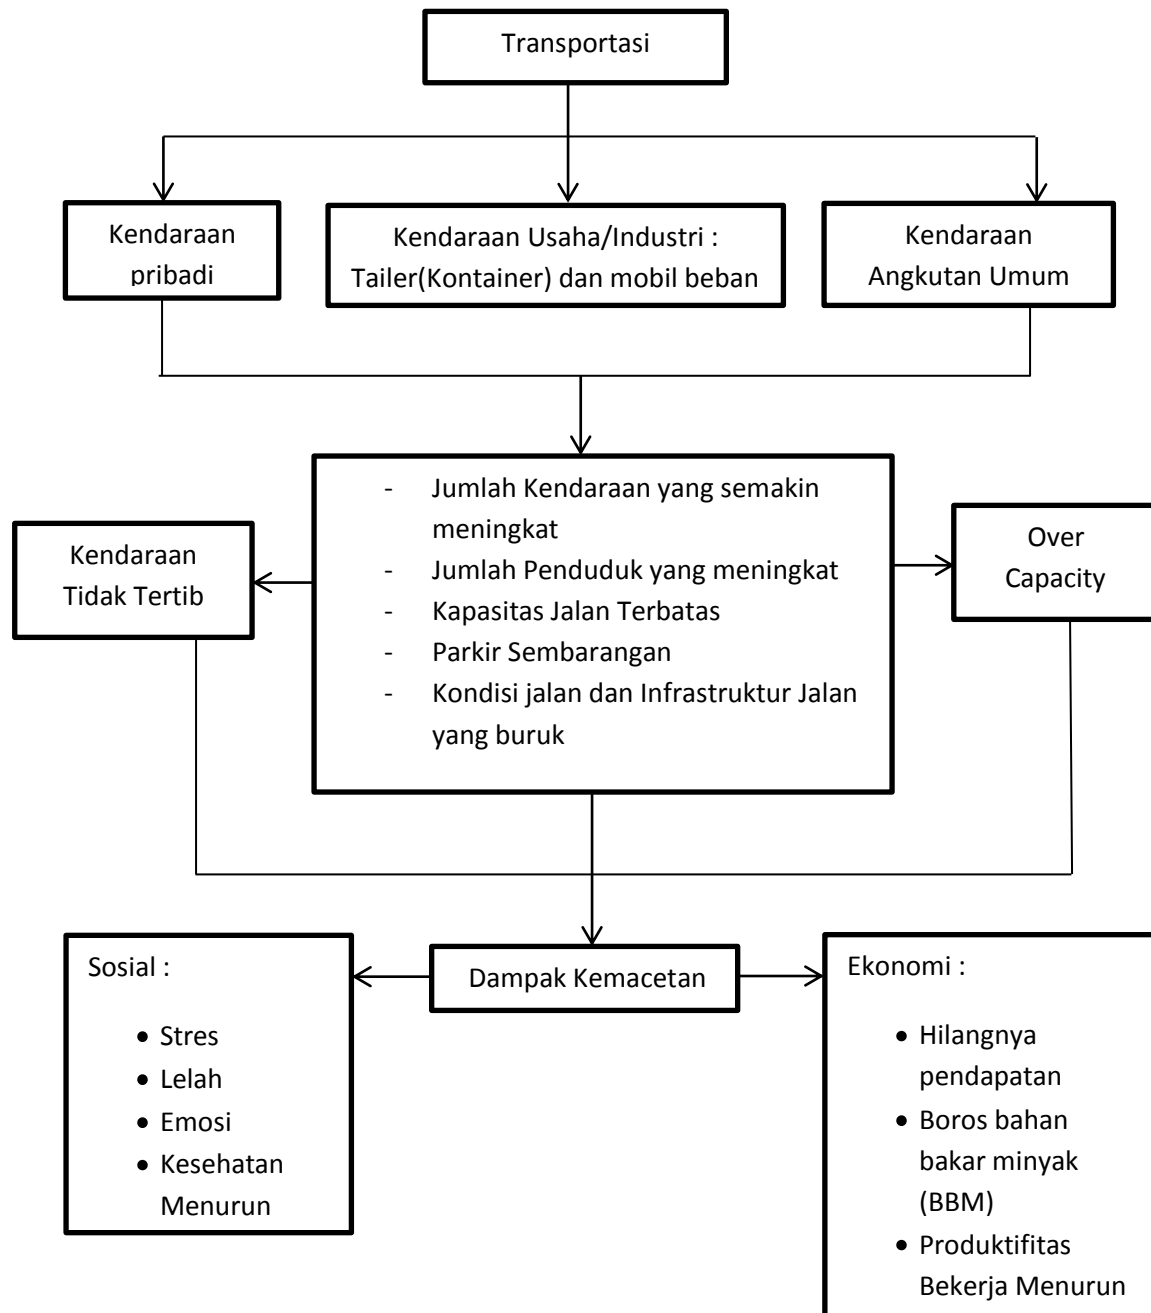 Transportasi
Kendaraan
pribadi
Kendaraan Usaha/Industri :
Tailer(Kontainer) dan mobil beban
Kendaraan
Angkutan Umum
- Jumlah Kendaraan yang semakin
meningkat
- Jumlah Penduduk yang meningkat
- Kapasitas Jalan Terbatas
- Parkir Sembarangan
- Kondisi jalan dan Infrastruktur Jalan
yang buruk
Kendaraan
Tidak Tertib
Over
Capacity
Dampak Kemacetan
Sosial :
• Stres
• Lelah
• Emosi
• Kesehatan
Menurun
Ekonomi :
• Hilangnya
pendapatan
• Boros bahan
bakar minyak
(BBM)
• Produktifitas
Bekerja Menurun